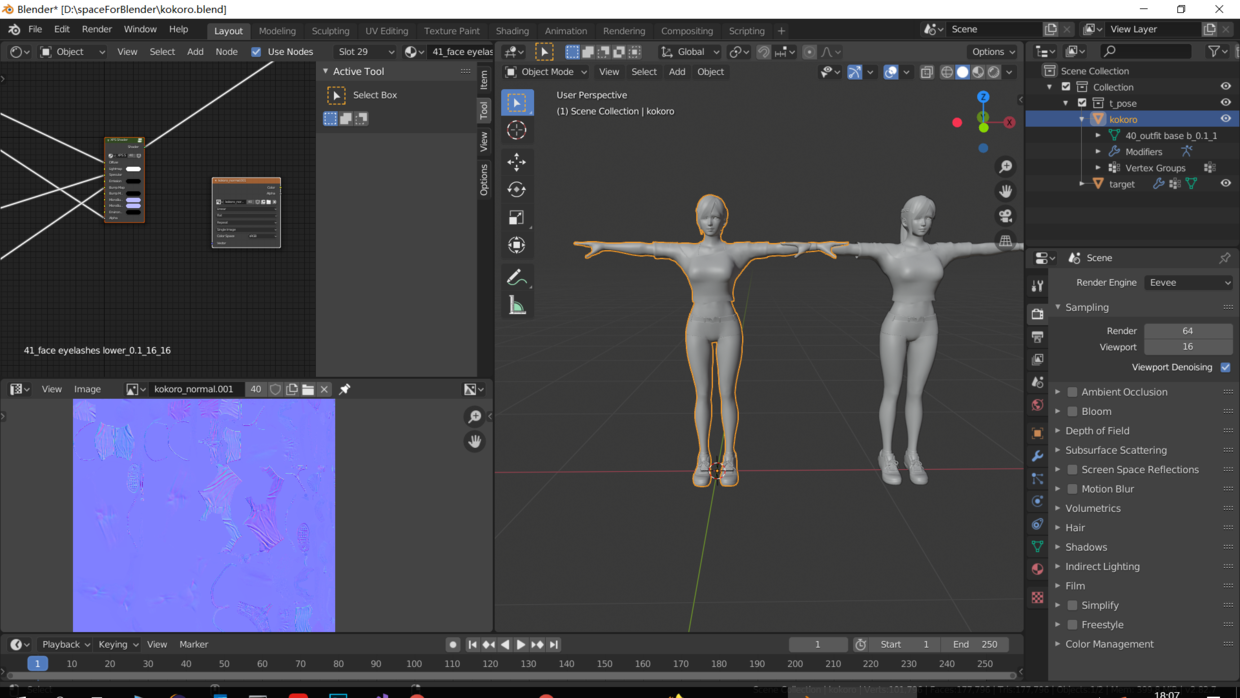 Blender* [D:\spaceForBlender\kokoro.blend]
File Edit Render Window Help Layout Modeling Sculpting UV Editing Texture Paint Shading Animation Rendering Compositing Scripting + Scene View Layer
Object View Select Add Node Use Nodes Slot 29 41_face eyelas
Global Options
Object Mode View Select Add Object
Active Tool
Select Box
Item
Tool
View
Options
41_face eyelashes lower_0.1_16_16
User Perspective
(1) Scene Collection | kokoro
Z
X
Scene Collection
Collection
t_pose
kokoro
40_outfit base b_0.1_1
Modifiers
Vertex Groups
target
Scene
Render Engine Eevee
Sampling
Render 64
Viewport 16
Viewport Denoising
Ambient Occlusion
Bloom
Depth of Field
Subsurface Scattering
Screen Space Reflections
Motion Blur
Volumetrics
Hair
Shadows
Indirect Lighting
Film
Simplify
Freestyle
Color Management
View Image kokoro_normal.001 40
Playback Keying View Marker 1 Start 1 End 250
1 10 20 30 40 50 60 70 80 90 100 110 120 130 140 150 160 170 180 190 200 210 220 230 240 250
18:07